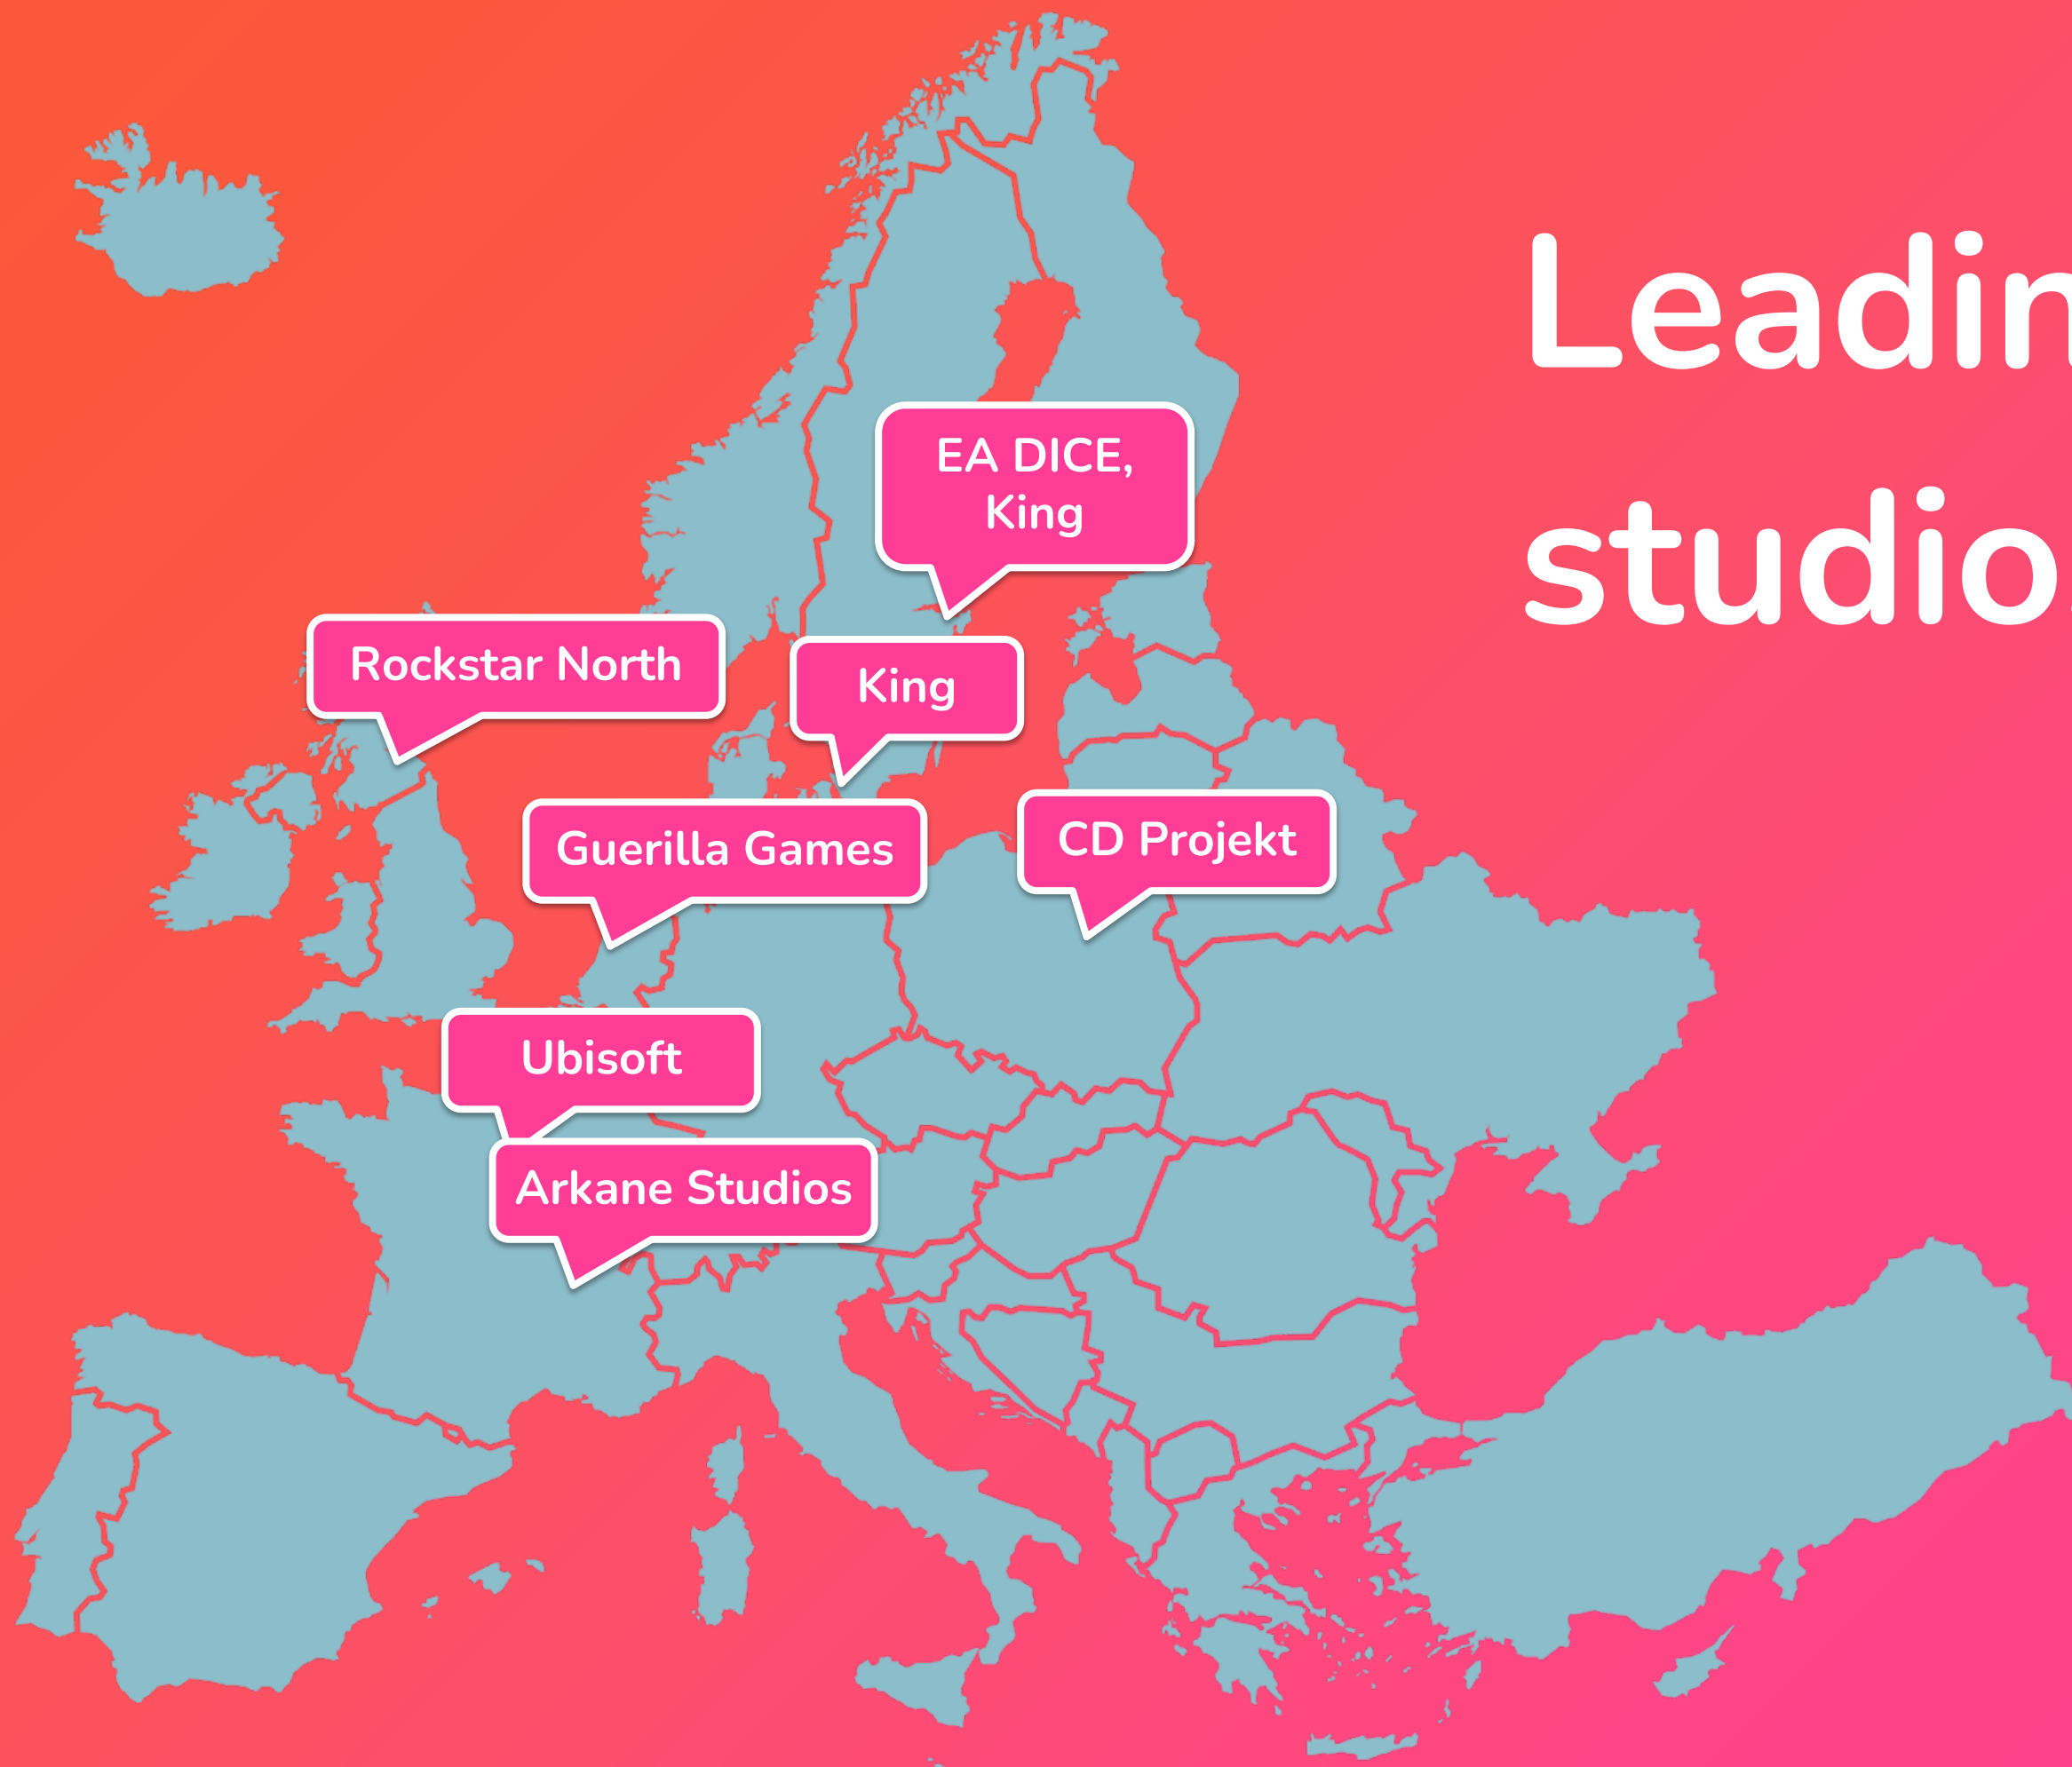 Leadin
studio
EA DICE,
King
Rockstar North
King
Guerilla Games
CD Projekt
Ubisoft
Arkane Studios